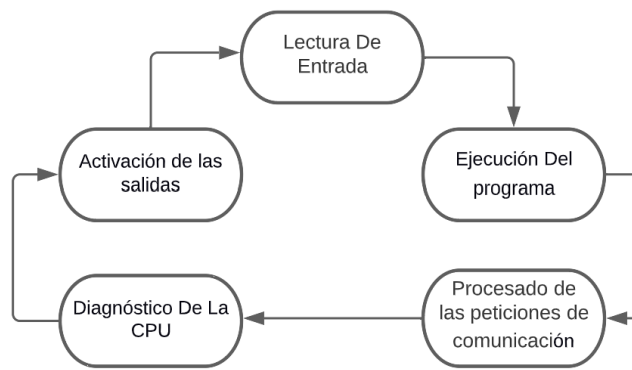 Lectura De
Entrada
Activación de las
salidas
Ejecución Del
programa
Diagnóstico De La
CPU
Procesado de
las peticiones de
comunicación